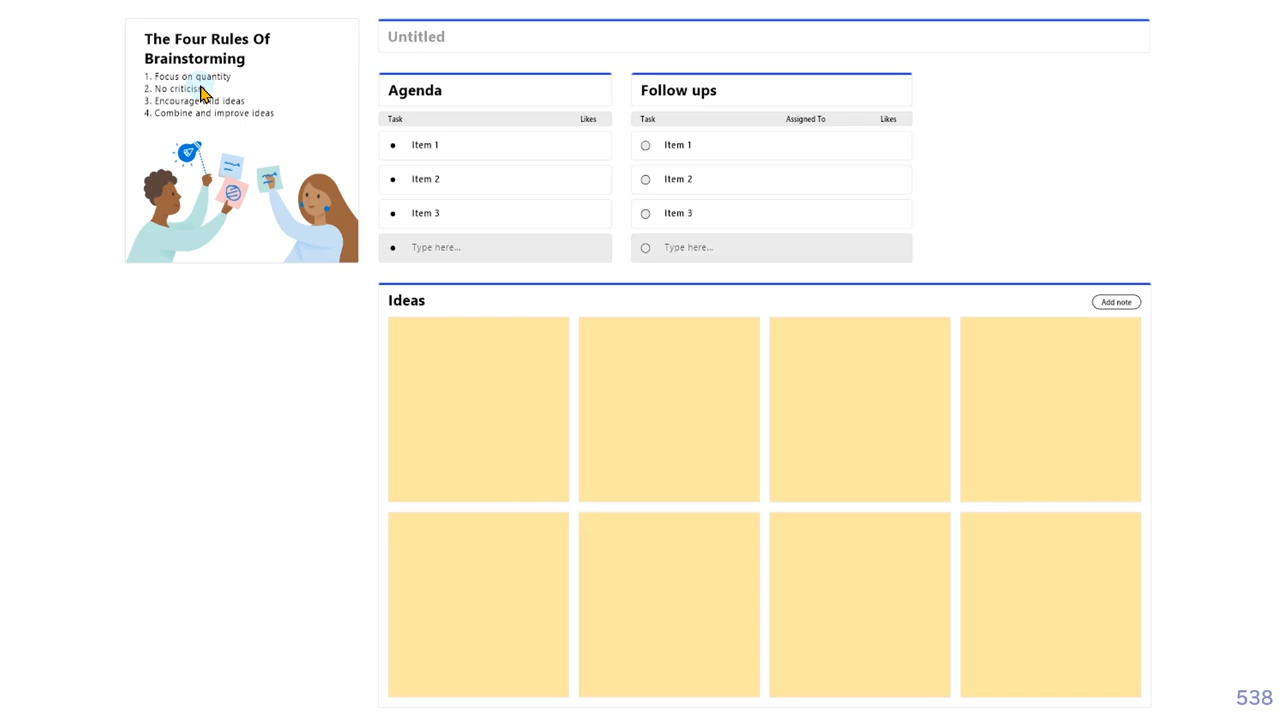 The Four Rules Of
Brainstorming
1. Focus on quantity
2. No criticism
3. Encourage wild ideas
4. Combine and improve ideas
Untitled
Agenda
Task Likes
Item 1
Item 2
Item 3
Type here...
Follow ups
Task Assigned To Likes
Item 1
Item 2
Item 3
Type here...
Ideas
Add note
538